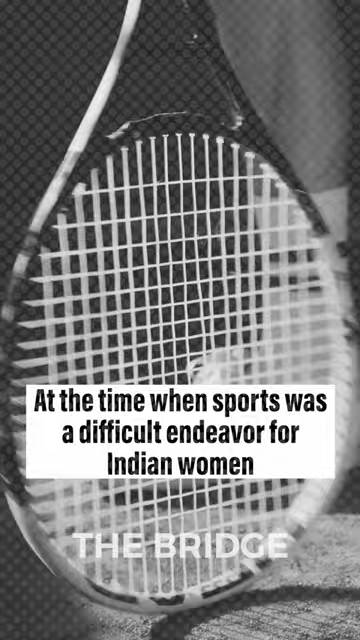 At the time when sports was
a difficult endeavor for
Indian women
THE BRIDGE